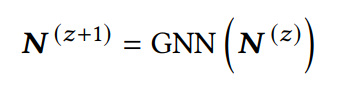 N^(z+1) = GNN(N^(z))